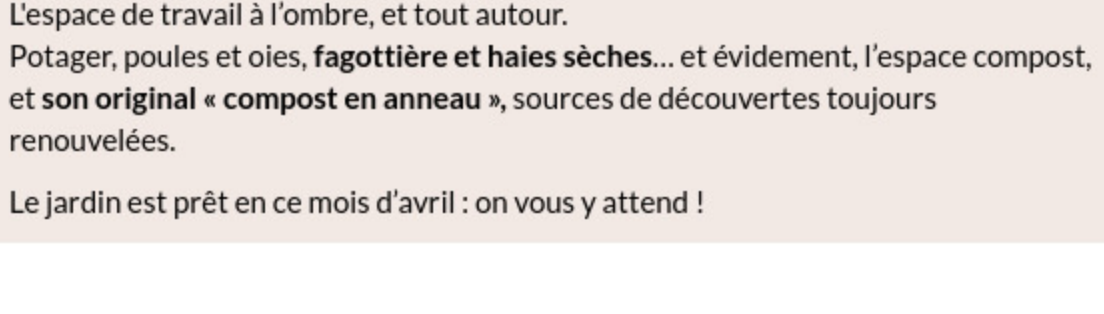 L'espace de travail à l’ombre, et tout autour.
Potager, poules et oies, fagottière et haies sèches… et évidement, l’espace compost,
et son original « compost en anneau », sources de découvertes toujours
renouvelées.
Le jardin est prêt en ce mois d’avril : on vous y attend !